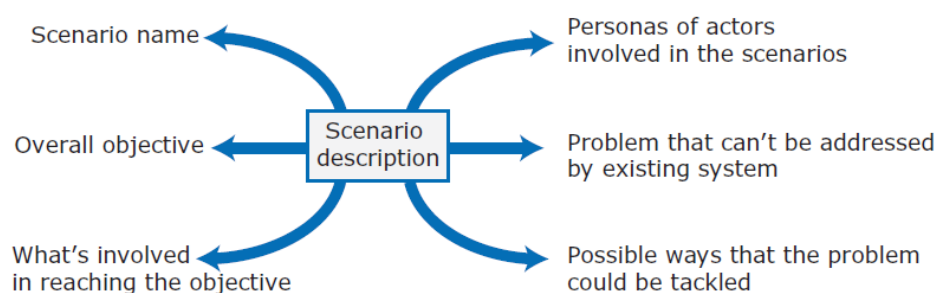 Scenario name
Personas of actors
involved in the scenarios
Overall objective
Scenario
description
Problem that can't be addressed
by existing system
What's involved
in reaching the objective
Possible ways that the problem
could be tackled